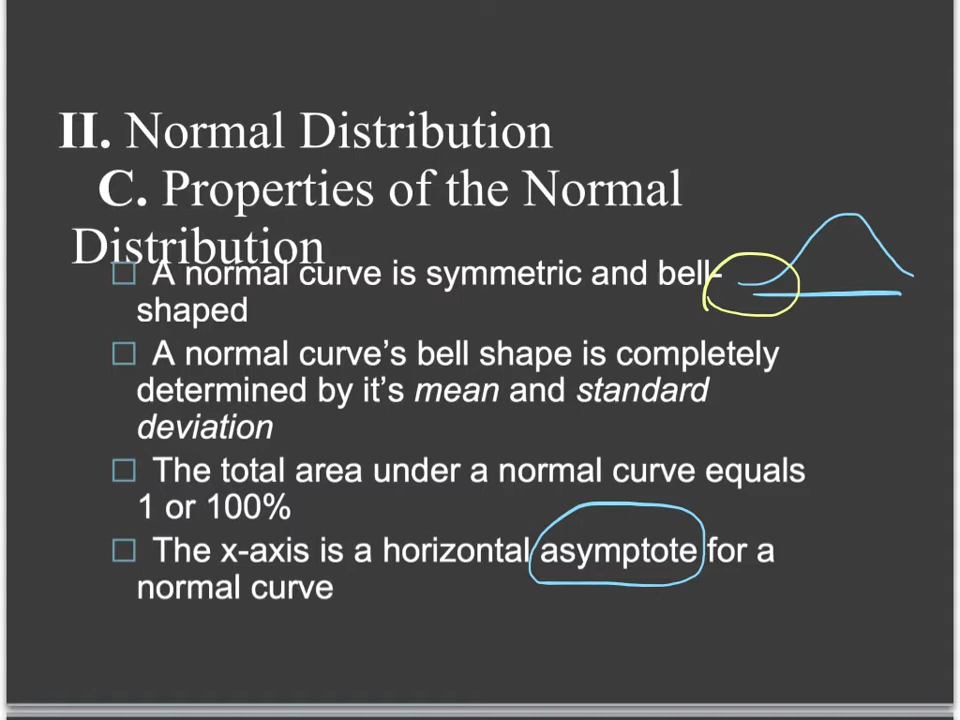 II. Normal Distribution
C. Properties of the Normal
Distribution
A normal curve is symmetric and bell-
shaped
A normal curve’s bell shape is completely
determined by it’s mean and standard
deviation
The total area under a normal curve equals
1 or 100%
The x-axis is a horizontal asymptote for a
normal curve